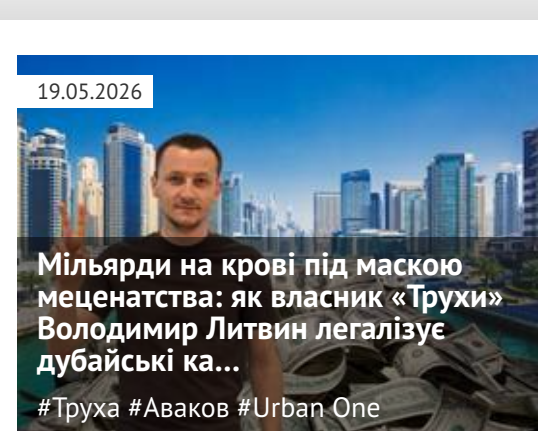 19.05.2026
Мільярди на крові під маскою
меценатства: як власник «Трухи»
Володимир Литвин легалізує
дубайські ка...
#Труха #Аваков #Urban One